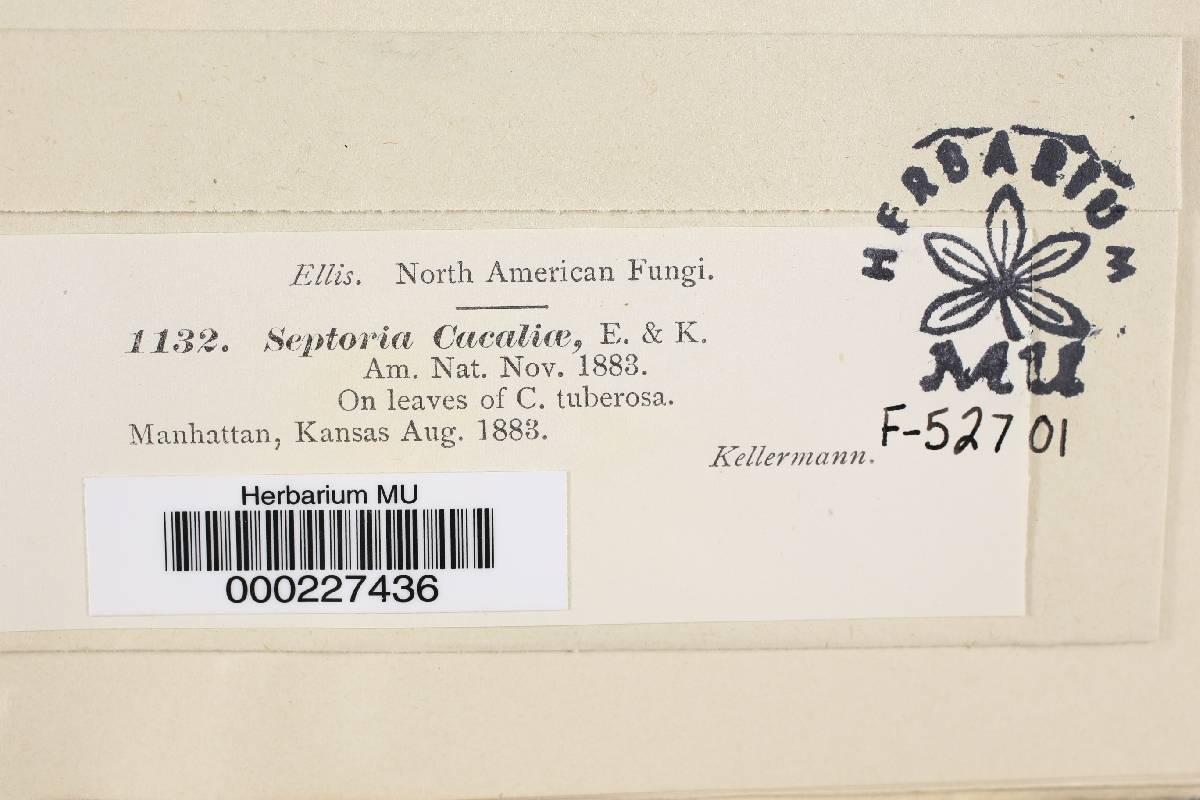 HERBARIUM
MU
F-52701
Ellis. North American Fungi.
1132. Septoria Cacaliæ, E. & K.
Am. Nat. Nov. 1883.
On leaves of C. tuberosa.
Manhattan, Kansas Aug. 1883.
Kellermann.
Herbarium MU
000227436